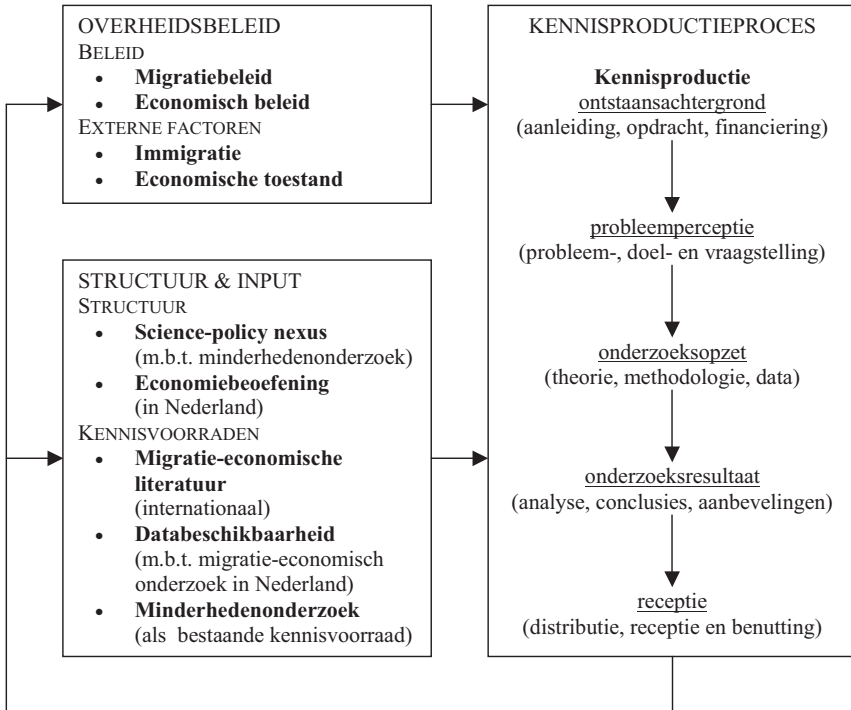 OVERHEIDSBELEID
BELEID
• Migratiebeleid
• Economisch beleid
EXTERNE FACTOREN
• Immigratie
• Economische toestand
STRUCTUUR & INPUT
STRUCTUUR
• Science-policy nexus
(m.b.t. minderhedenonderzoek)
• Economiebeoefening
(in Nederland)
KENNISVOORRADEN
• Migratie-economische
literatuur
(internationaal)
• Databeschikbaarheid
(m.b.t. migratie-economisch
onderzoek in Nederland)
• Minderhedenonderzoek
(als bestaande kennisvoorraad)
KENNISPRODUCTIEPROCES
Kennisproductie
ontstaansachtergrond
(aanleiding, opdracht, financiering)
probleemperceptie
(probleem-, doel- en vraagstelling)
onderzoeksopzet
(theorie, methodologie, data)
onderzoeksresultaat
(analyse, conclusies, aanbevelingen)
receptie
(distributie, receptie en benutting)